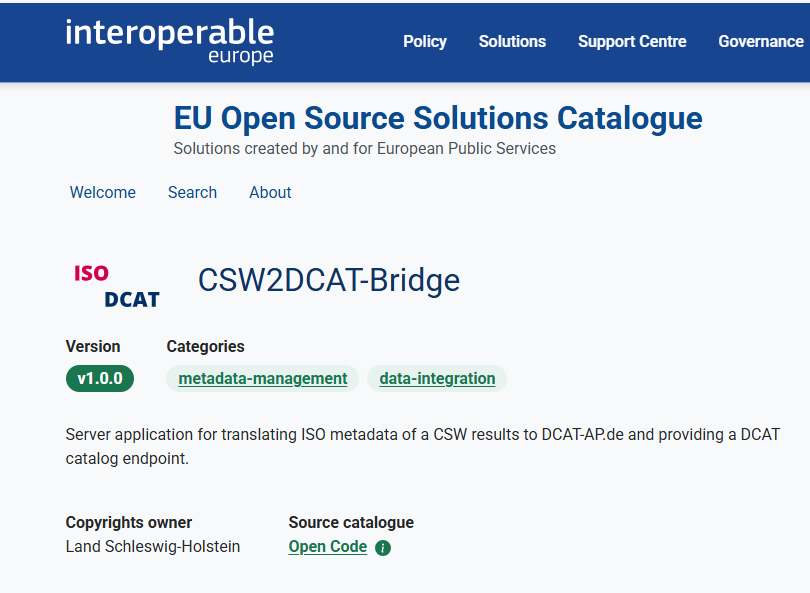 interoperable
europe
Policy Solutions Support Centre Governance
EU Open Source Solutions Catalogue
Solutions created by and for European Public Services
Welcome Search About
ISO
DCAT
CSW2DCAT-Bridge
Version Categories
v1.0.0 metadata-management data-integration
Server application for translating ISO metadata of a CSW results to DCAT-AP.de and providing a DCAT
catalog endpoint.
Copyrights owner Source catalogue
Land Schleswig-Holstein Open Code i